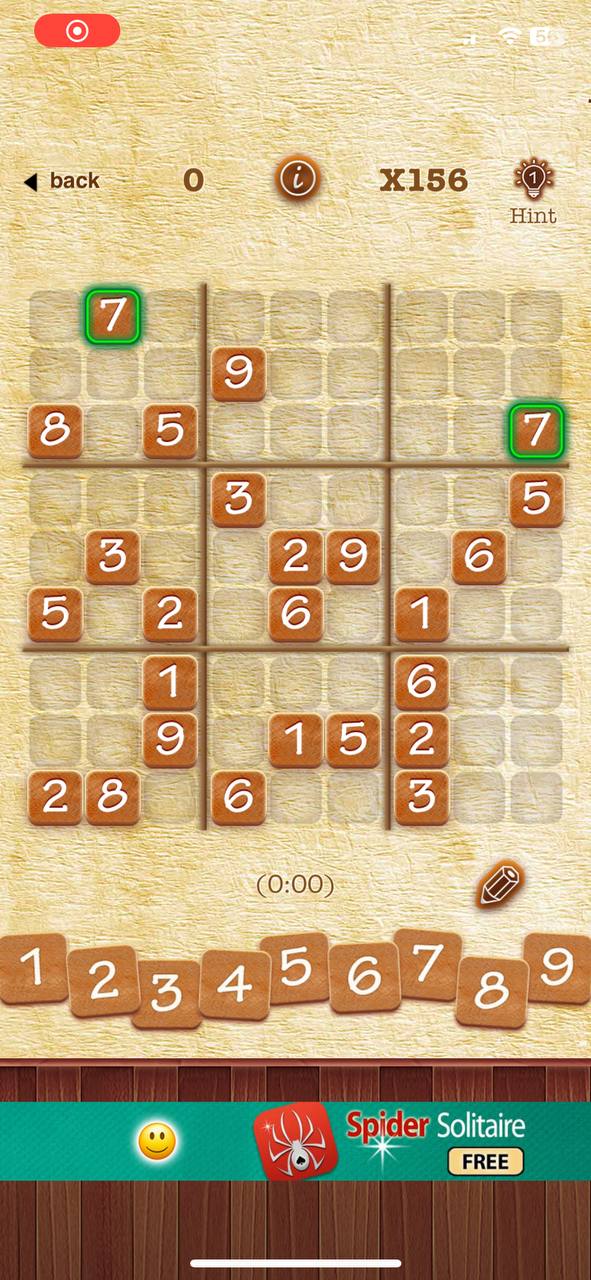 back 0 i X156 1
Hint
7
9
8 5 7
3 5
3 2 9 6
5 2 6 1
1 6
9 1 5 2
2 8 6 3
(0:00)
1 2 3 4 5 6 7 8 9
Spider Solitaire
FREE